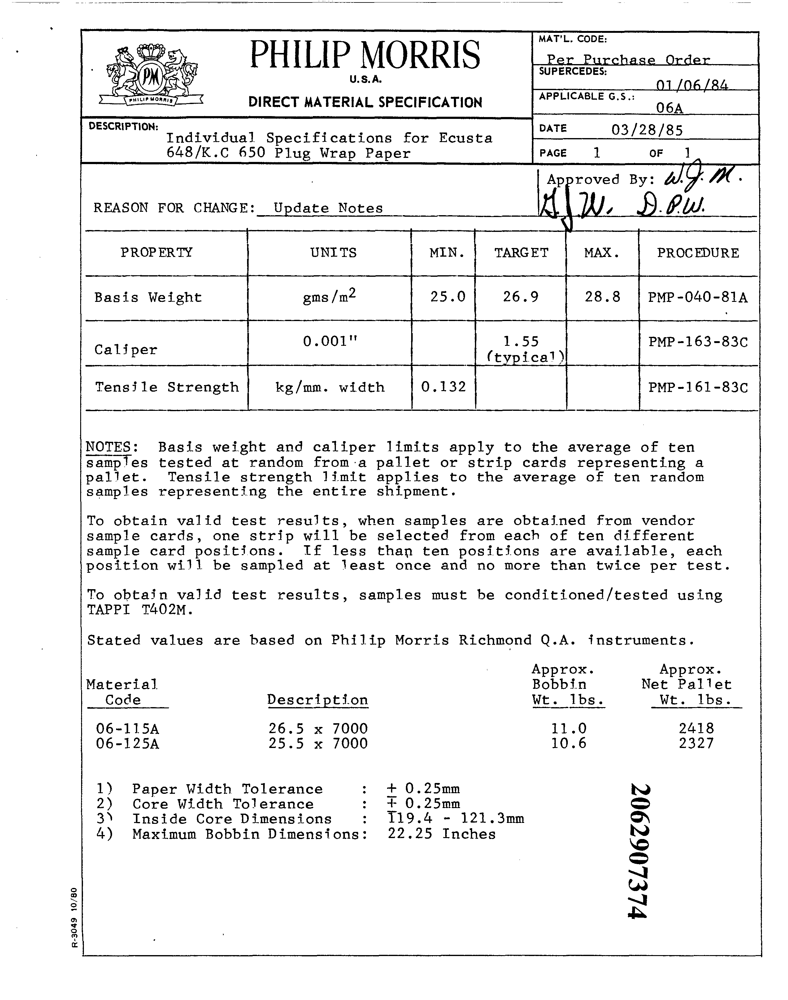 PM
PHILIP MORRIS
PHILIP MORRIS
U.S.A.
DIRECT MATERIAL SPECIFICATION
MAT'L. CODE:
Per Purchase Order
SUPERCEDES:
01/06/84
APPLICABLE G.S.:
06A
DESCRIPTION:
Individual Specifications for Ecusta
648/K.C 650 Plug Wrap Paper
DATE 03/28/85
PAGE 1 OF 1
Approved By: W.J.M.
REASON FOR CHANGE: Update Notes
G.J.W. D.P.W.
PROPERTY UNITS MIN. TARGET MAX. PROCEDURE
Basis Weight gms/m2 25.0 26.9 28.8 PMP-040-81A
Caliper 0.001" 1.55 (typical) PMP-163-83C
Tensile Strength kg/mm. width 0.132 PMP-161-83C
NOTES: Basis weight and caliper limits apply to the average of ten
samples tested at random from a pallet or strip cards representing a
pallet. Tensile strength limit applies to the average of ten random
samples representing the entire shipment.
To obtain valid test results, when samples are obtained from vendor
sample cards, one strip will be selected from each of ten different
sample card positions. If less than ten positions are available, each
position will be sampled at least once and no more than twice per test.
To obtain valid test results, samples must be conditioned/tested using
TAPPI T402M.
Stated values are based on Philip Morris Richmond Q.A. instruments.
Approx. Approx.
Material Bobbin Net Pallet
Code Description Wt. lbs. Wt. lbs.
06-115A 26.5 x 7000 11.0 2418
06-125A 25.5 x 7000 10.6 2327
1) Paper Width Tolerance : ± 0.25mm
2) Core Width Tolerance : ∓ 0.25mm
3) Inside Core Dimensions : 119.4 - 121.3mm
4) Maximum Bobbin Dimensions: 22.25 Inches
2062907374
R-3049 10/80